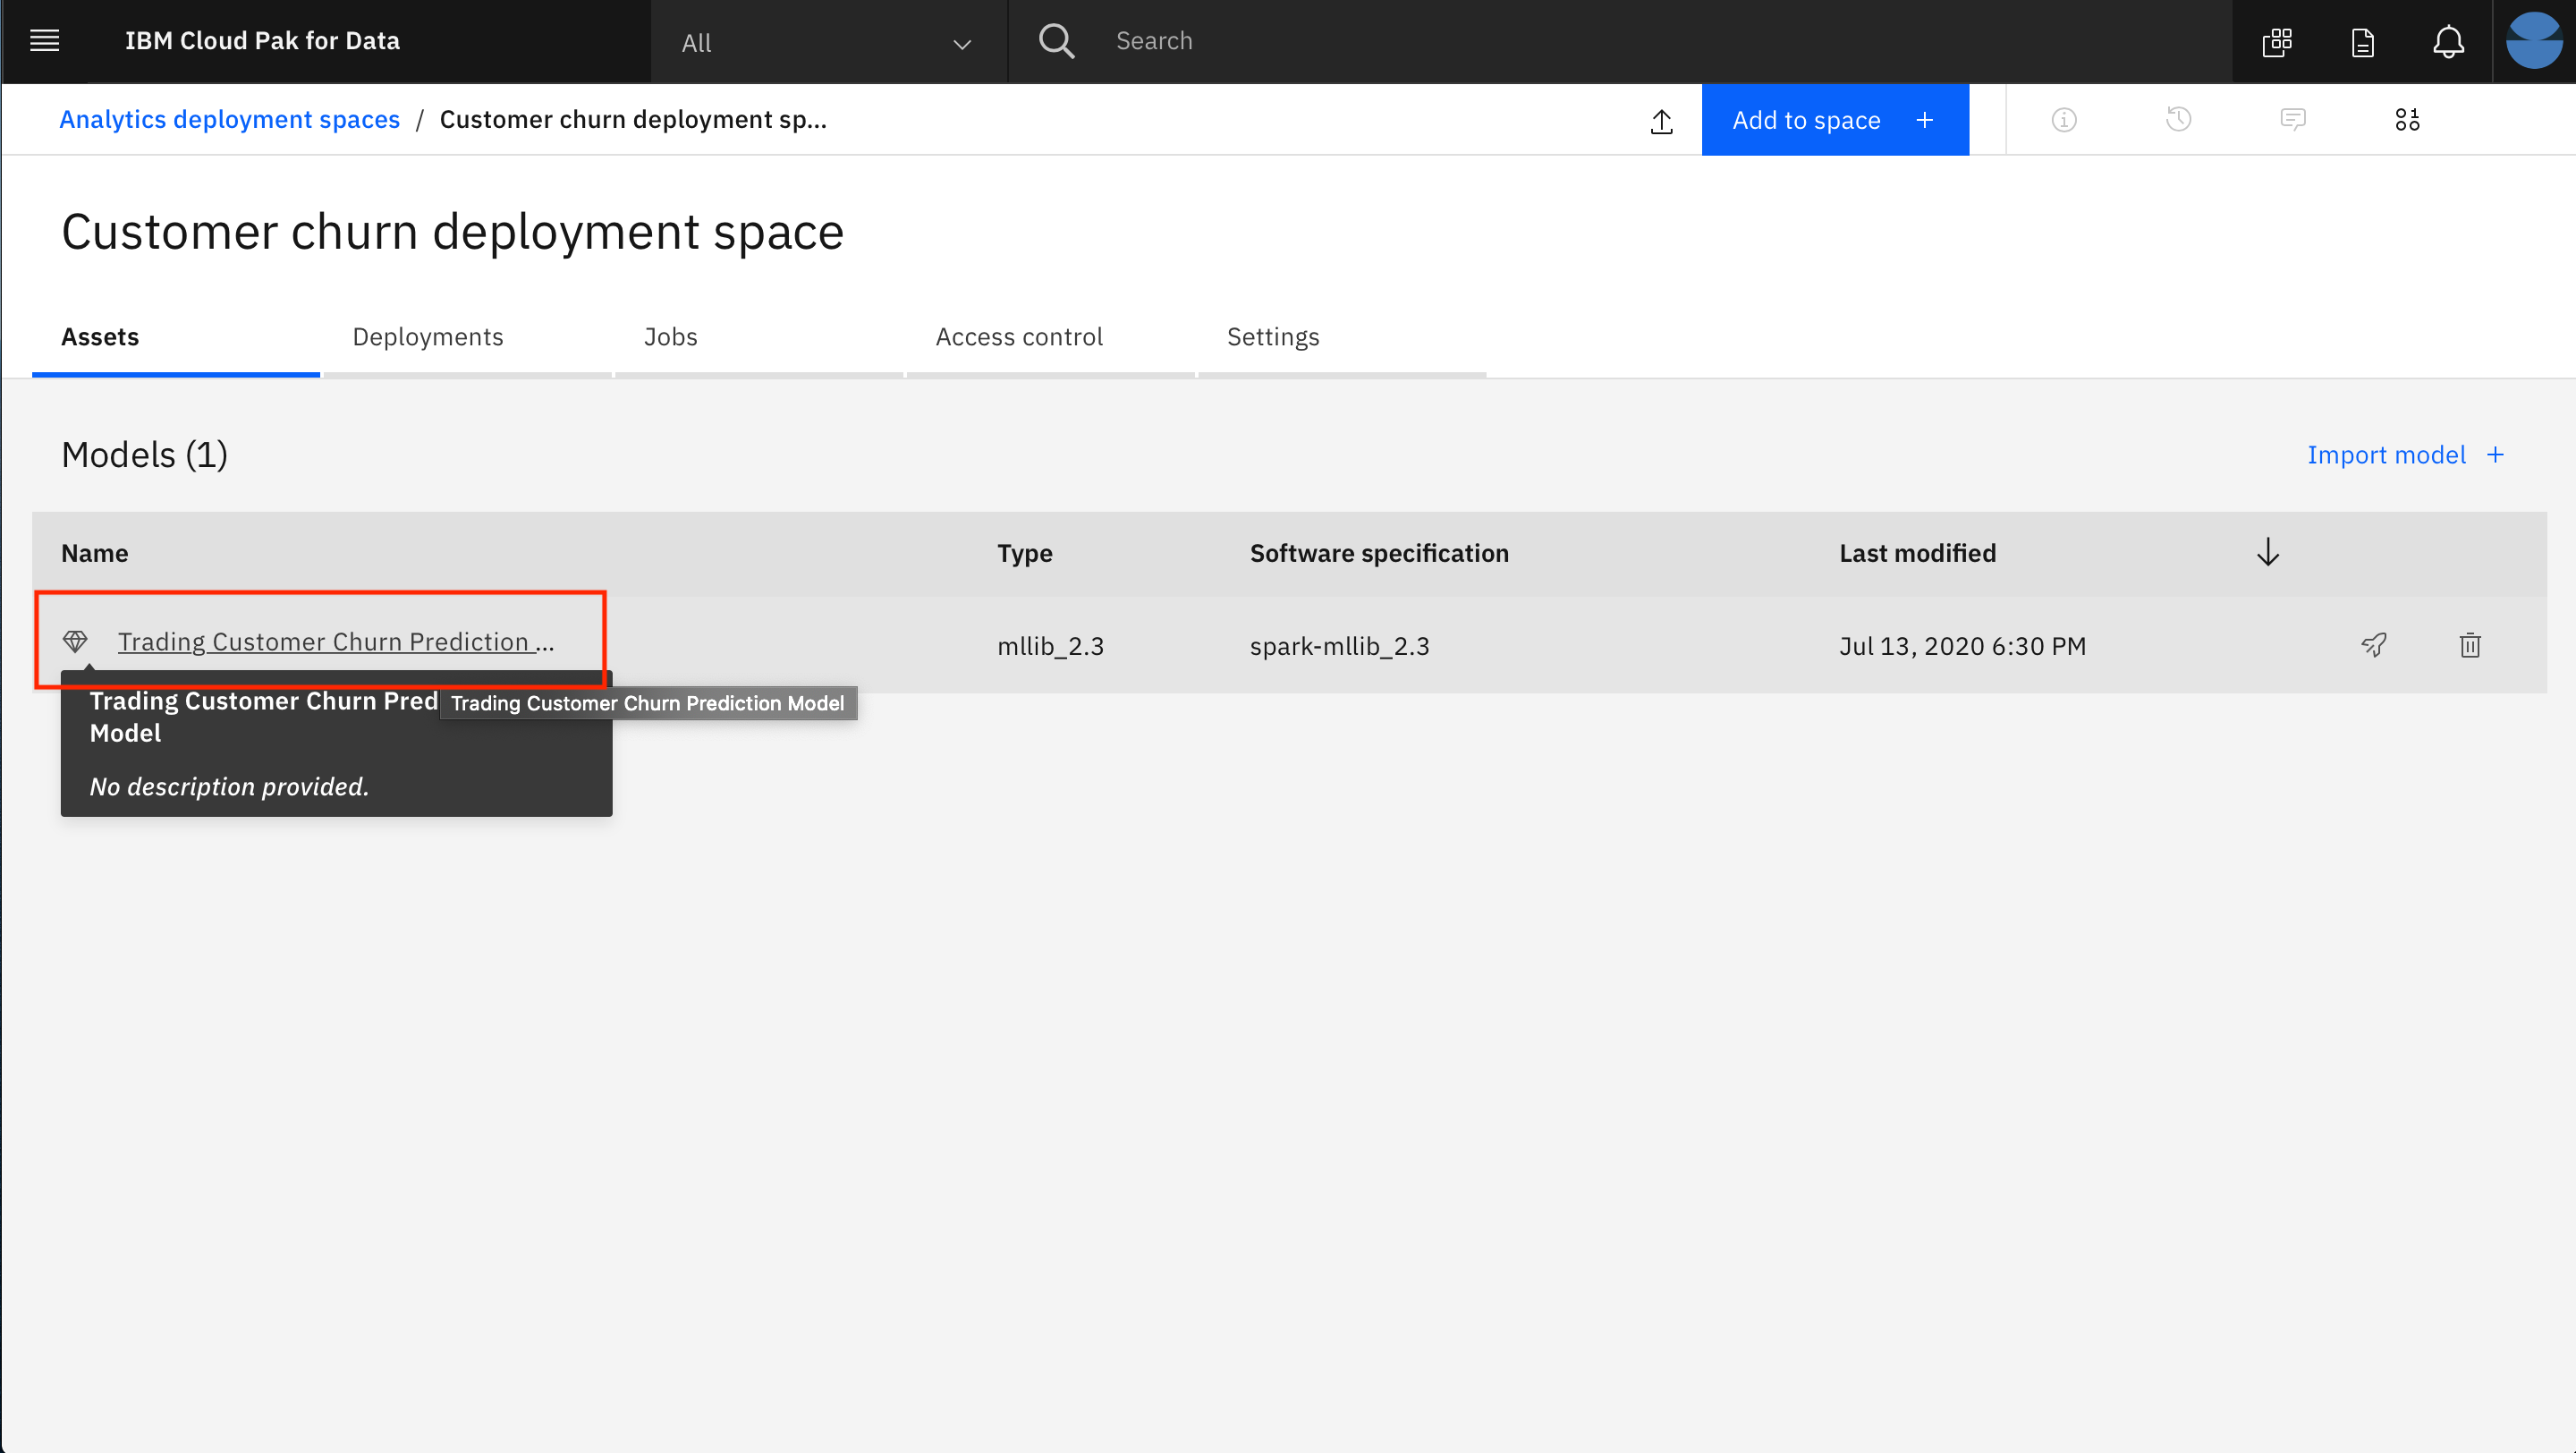 IBM Cloud Pak for Data
All
Search
Analytics deployment spaces / Customer churn deployment sp...
Add to space +
Customer churn deployment space
Assets
Deployments
Jobs
Access control
Settings
Models (1)
Import model +
Name
Type
Software specification
Last modified
Trading Customer Churn Prediction ...
mllib_2.3
spark-mllib_2.3
Jul 13, 2020 6:30 PM
Trading Customer Churn Pred
Model
Trading Customer Churn Prediction Model
No description provided.